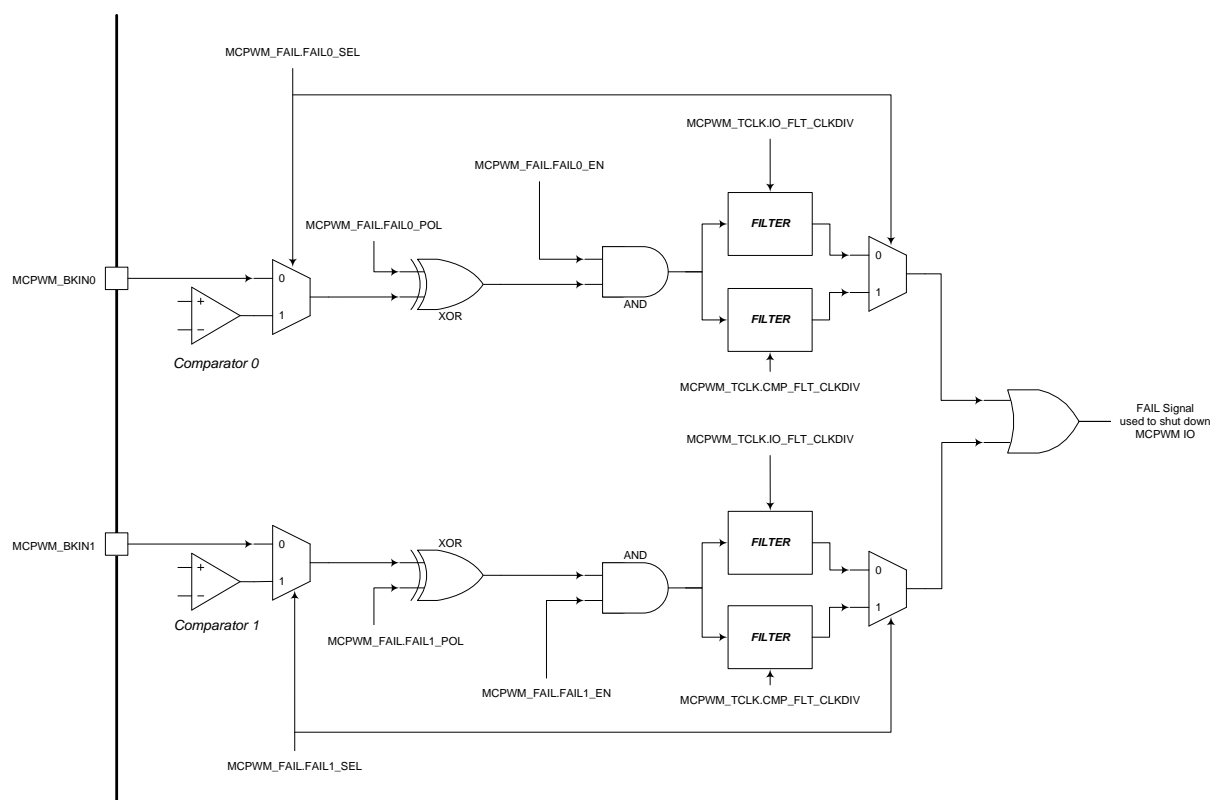 MCPWM_FAIL.FAIL0_SEL
MCPWM_TCLK.IO_FLT_CLKDIV
MCPWM_FAIL.FAIL0_EN
MCPWM_FAIL.FAIL0_POL
FILTER
MCPWM_BKIN0
0
1
+
−
Comparator 0
XOR
AND
FILTER
0
1
MCPWM_TCLK.CMP_FLT_CLKDIV
FAIL Signal
used to shut down
MCPWM IO
MCPWM_TCLK.IO_FLT_CLKDIV
MCPWM_BKIN1
0
1
+
−
Comparator 1
XOR
AND
FILTER
0
1
FILTER
MCPWM_FAIL.FAIL1_POL
MCPWM_FAIL.FAIL1_EN
MCPWM_TCLK.CMP_FLT_CLKDIV
MCPWM_FAIL.FAIL1_SEL